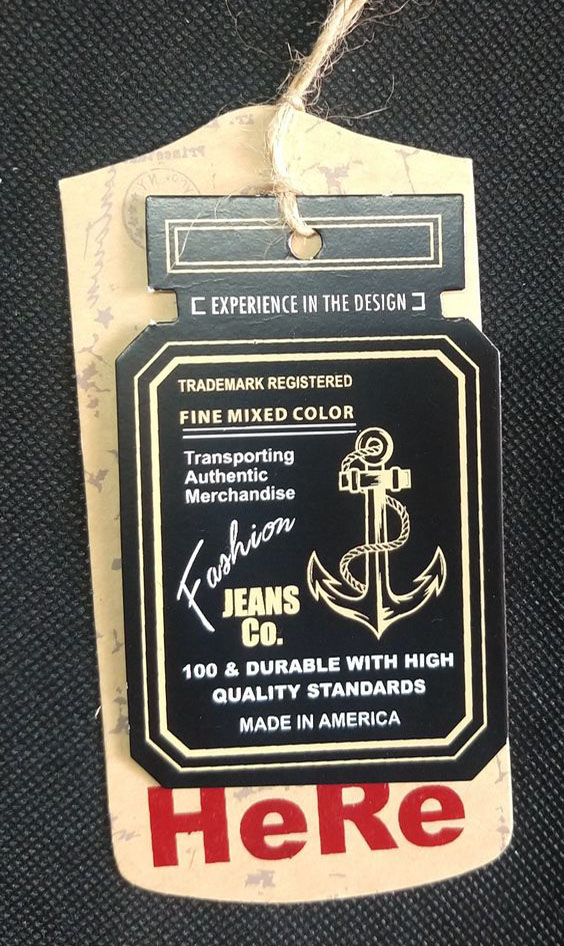 EXPERIENCE IN THE DESIGN
TRADEMARK REGISTERED
FINE MIXED COLOR
Transporting
Authentic
Merchandise
Fashion
JEANS
Co.
100 & DURABLE WITH HIGH
QUALITY STANDARDS
MADE IN AMERICA
HeRe